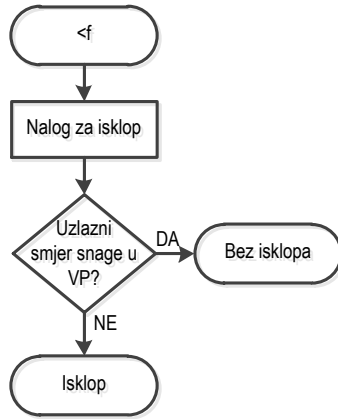 <f
Nalog za isklop
Uzlazni
smjer snage u
VP?
DA
Bez isklopa
NE
Isklop